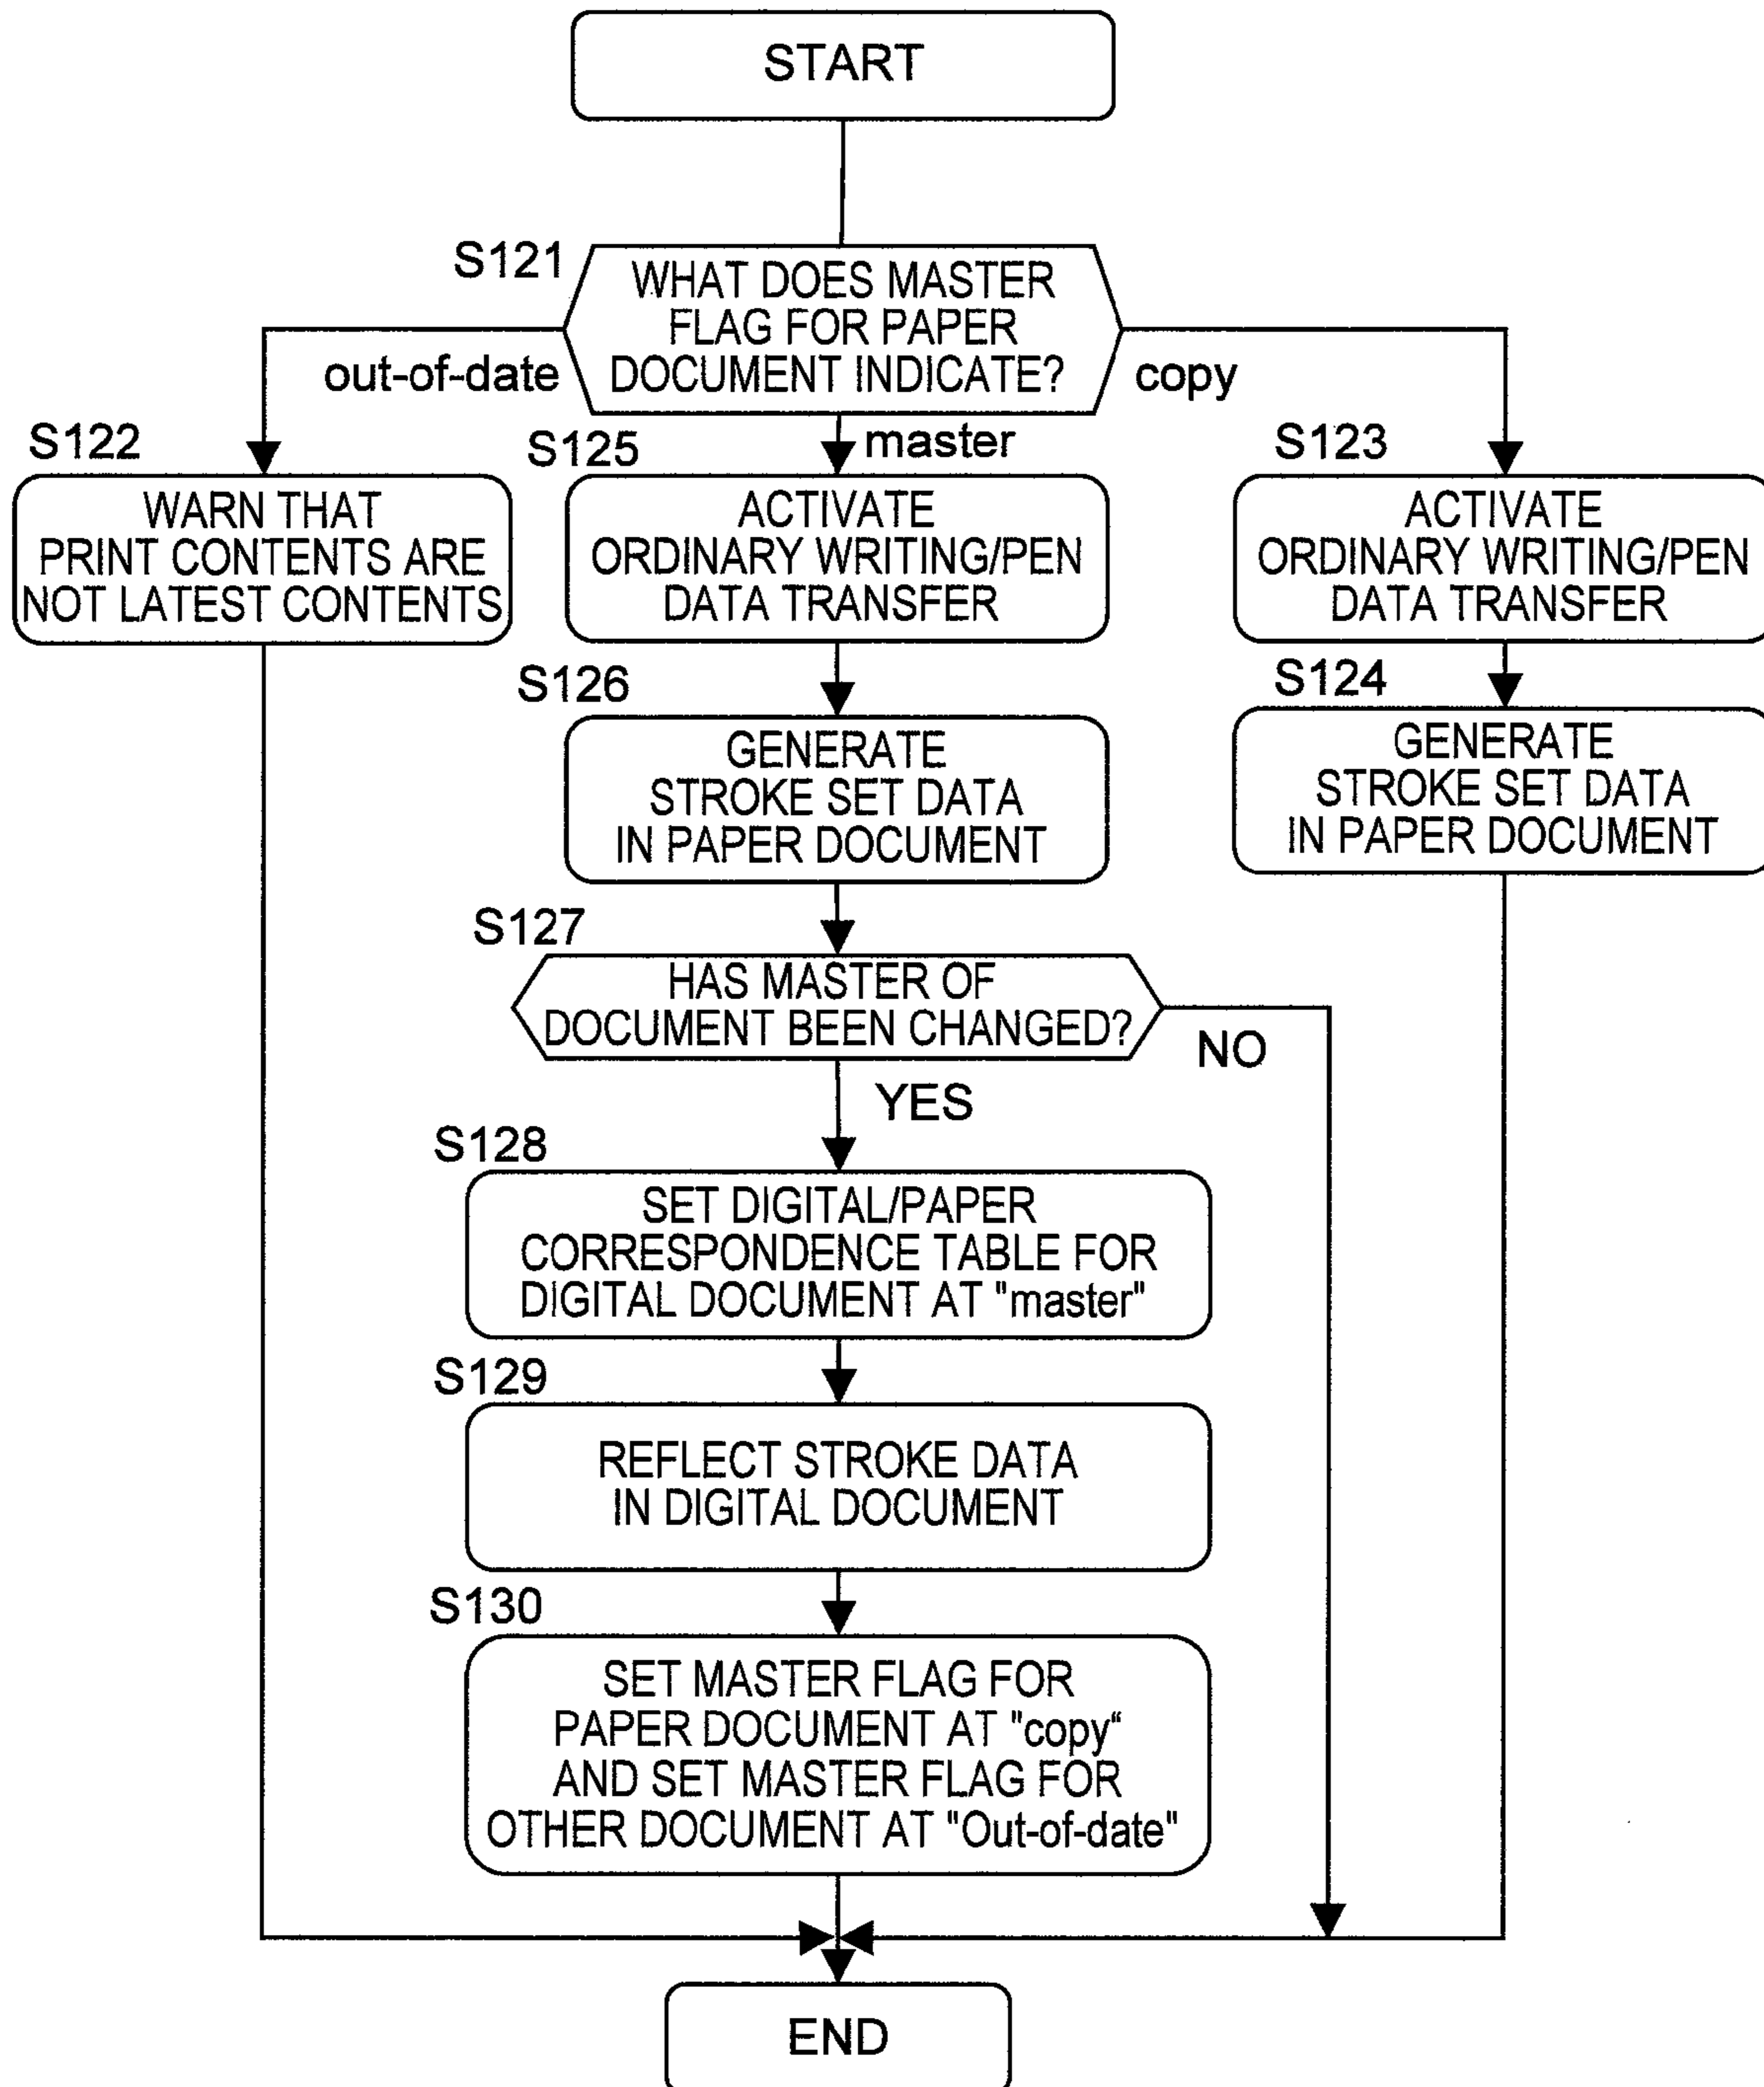 START
S121
WHAT DOES MASTER
FLAG FOR PAPER
DOCUMENT INDICATE?
out-of-date
copy
master
S122
WARN THAT
PRINT CONTENTS ARE
NOT LATEST CONTENTS
S125
ACTIVATE
ORDINARY WRITING/PEN
DATA TRANSFER
S123
ACTIVATE
ORDINARY WRITING/PEN
DATA TRANSFER
S126
GENERATE
STROKE SET DATA
IN PAPER DOCUMENT
S124
GENERATE
STROKE SET DATA
IN PAPER DOCUMENT
S127
HAS MASTER OF
DOCUMENT BEEN CHANGED?
NO
YES
S128
SET DIGITAL/PAPER
CORRESPONDENCE TABLE FOR
DIGITAL DOCUMENT AT "master"
S129
REFLECT STROKE DATA
IN DIGITAL DOCUMENT
S130
SET MASTER FLAG FOR
PAPER DOCUMENT AT "copy“
AND SET MASTER FLAG FOR
OTHER DOCUMENT AT "Out-of-date"
END